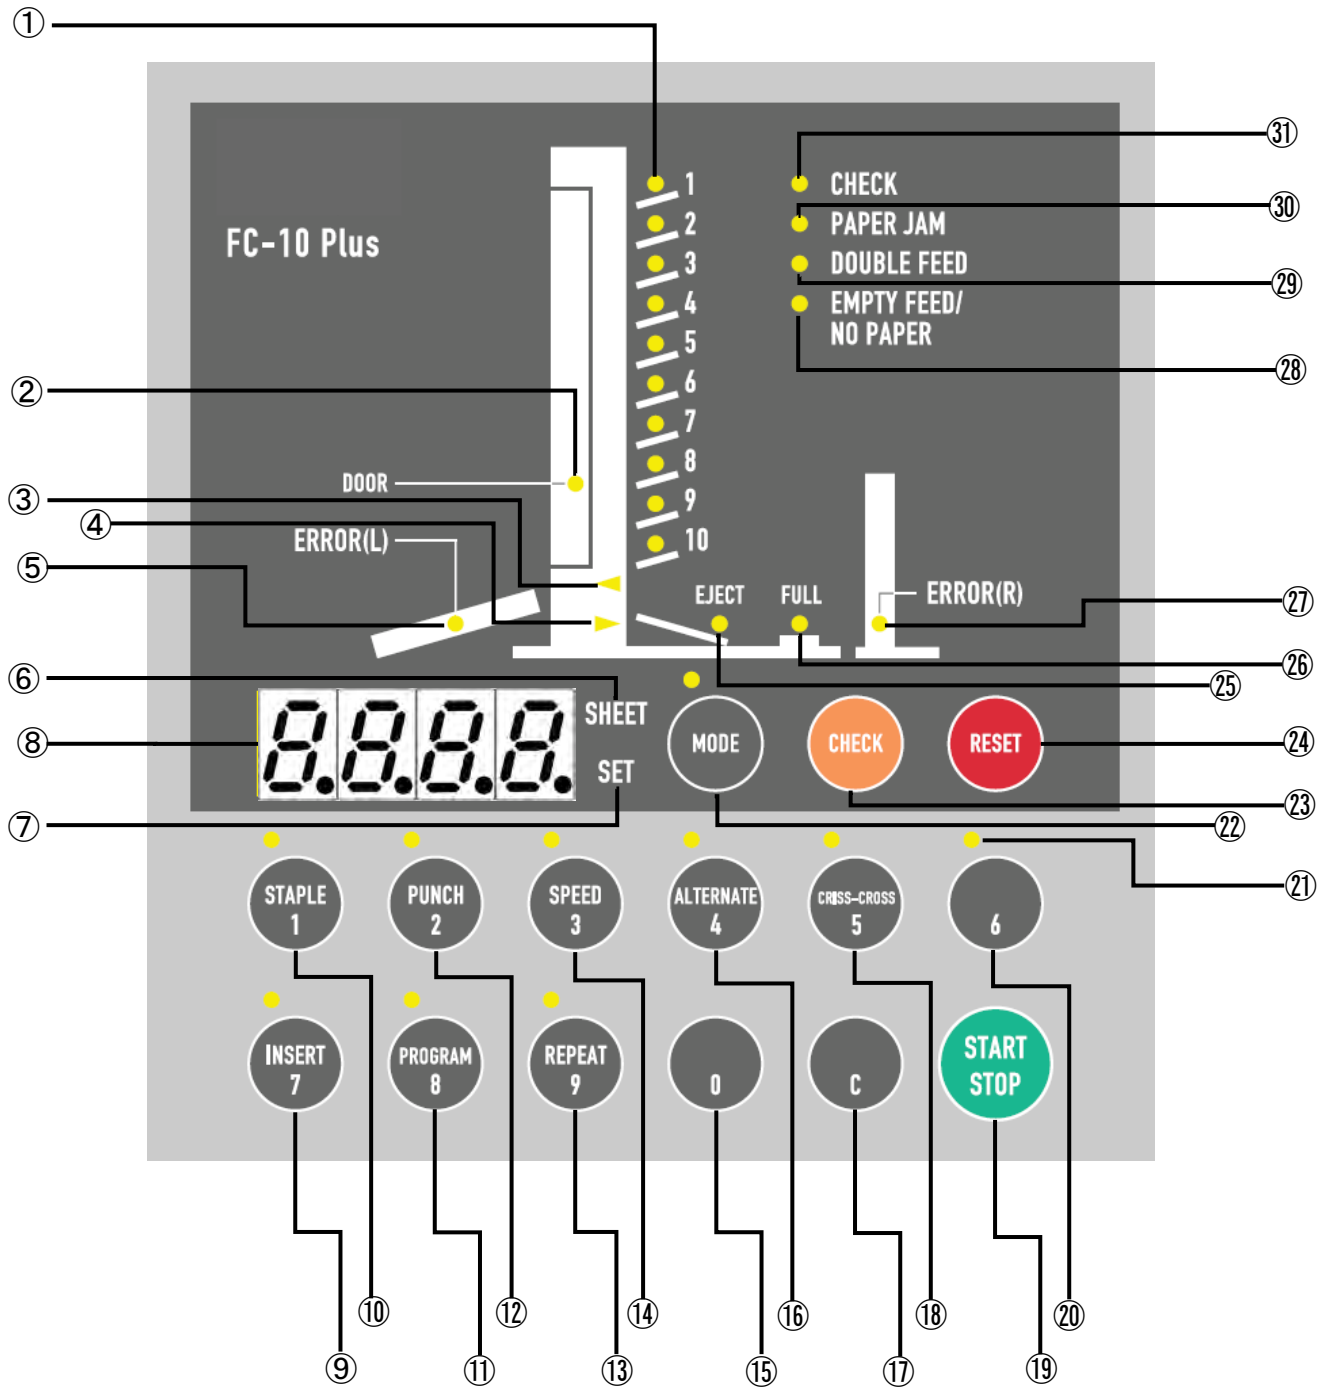 ①
1
㉛
CHECK
2
㉚
PAPER JAM
FC-10 Plus
3
DOUBLE FEED
㉙
4
EMPTY FEED/
NO PAPER
5
㉘
6
②
7
8
DOOR
③
9
④
ERROR(L)
10
⑤
EJECT
FULL
ERROR(R)
㉗
㉖
㉕
⑥
SHEET
⑧
8.8.8.8.
MODE
CHECK
RESET
㉔
SET
㉓
⑦
㉒
STAPLE
1
PUNCH
2
SPEED
3
ALTERNATE
4
CRISS-CROSS
5
6
㉑
INSERT
7
PROGRAM
8
REPEAT
9
0
C
START
STOP
⑩
⑫
⑭
⑯
⑱
⑳
⑨
⑪
⑬
⑮
⑰
⑲